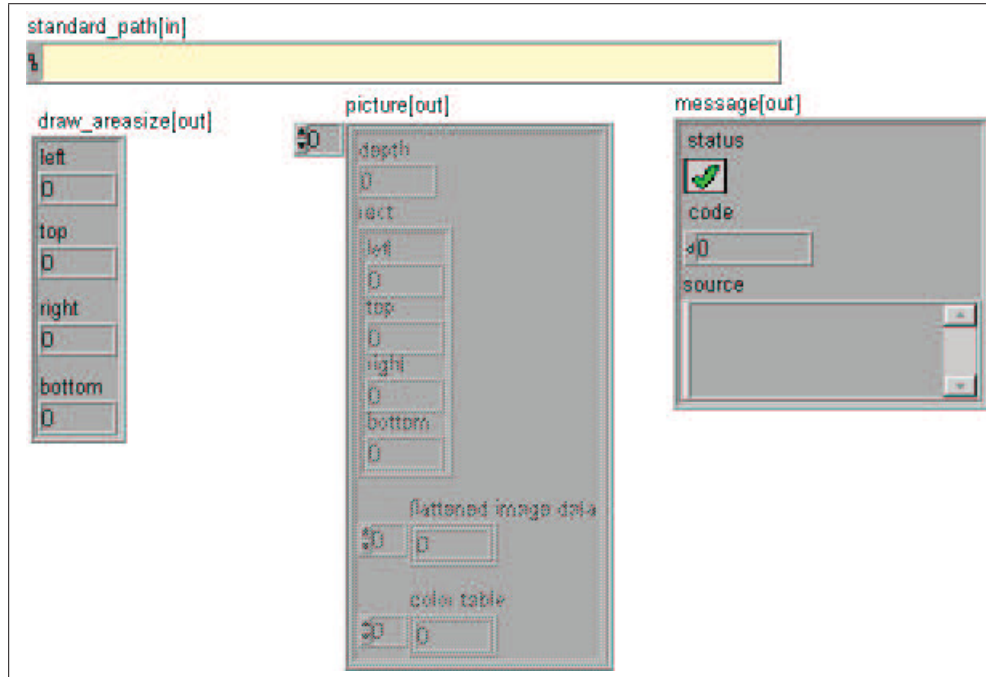 standard_path[in]
draw_areasize[out]
left
0
top
0
right
0
bottom
0
picture[out]
0
depth
0
rect
left
0
top
0
right
0
bottom
0
flattened image data
0
0
color table
0
0
message[out]
status
code
0
source